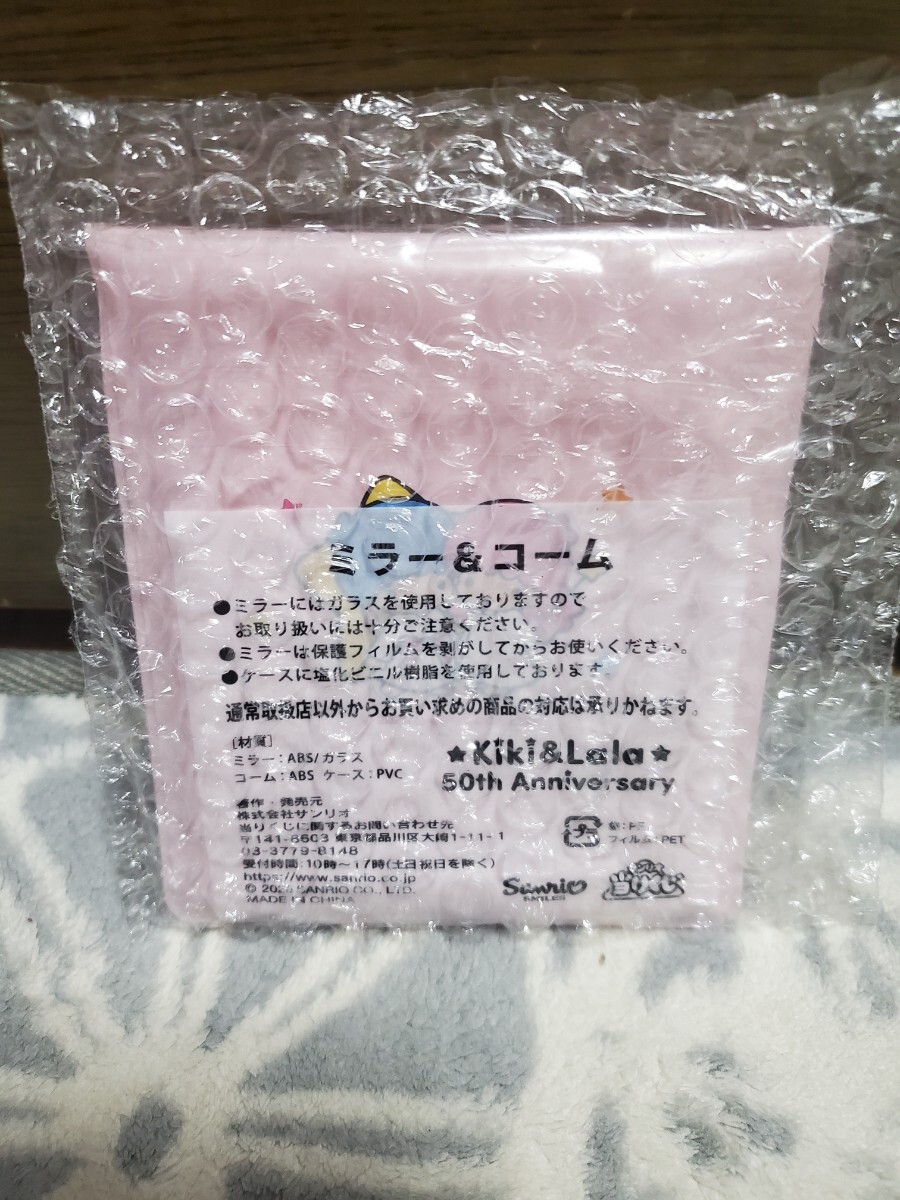 ミラー＆コーム
●ミラーにはガラスを使用しておりますので
お取り扱いには十分ご注意ください。
●ミラーは保護フィルムを剥がしてからお使いください。
●ケースに塩化ビニル樹脂を使用しております。
通常取扱店以外からお買い求めの商品の対応は承りかねます。
[材質]
ミラー：ABS/ガラス
コーム：ABS ケース：PVC
★Kiki&Lala★
50th Anniversary
著作・発売元
株式会社サンリオ
当りくじに関するお問い合わせ先
〒141-8603 東京都品川区大崎1-11-1
03-3779-8148
受付時間：10時〜17時(土日祝日を除く)
https://www.sanrio.co.jp
SANRIO CO., LTD.
MADE IN CHINA
プラ
フィルム：PET
Sanrio
SMILES
当りくじ